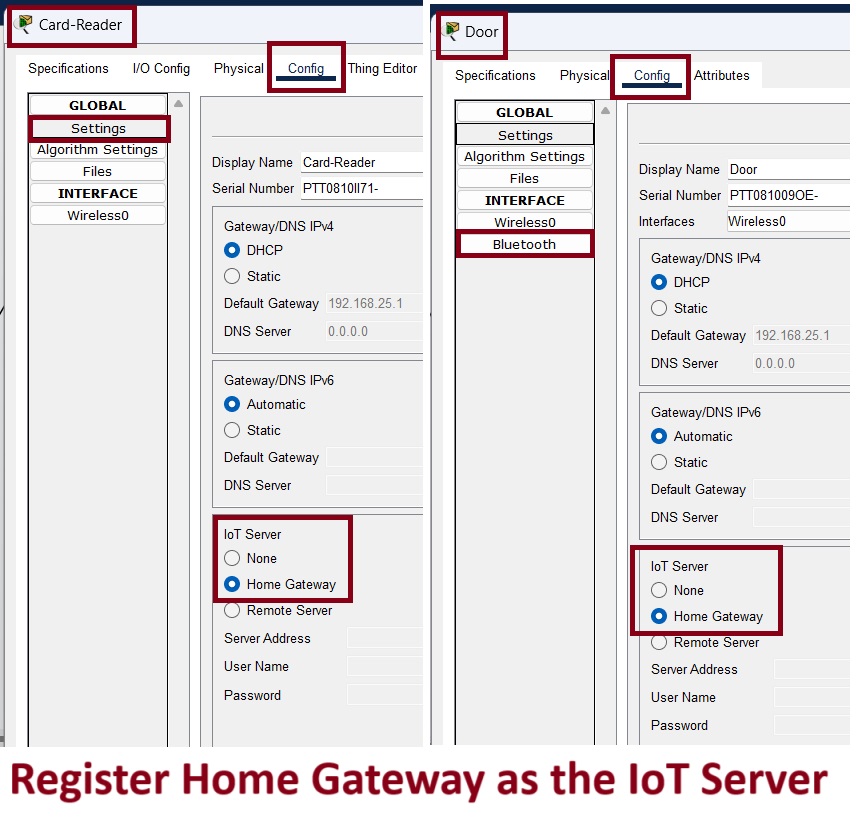 Card-Reader
Specifications I/O Config Physical Config Thing Editor
GLOBAL
Settings
Algorithm Settings
Files
INTERFACE
Wireless0
Display Name Card-Reader
Serial Number PTT0810II71-
Gateway/DNS IPv4
DHCP
Static
Default Gateway 192.168.25.1
DNS Server 0.0.0.0
Gateway/DNS IPv6
Automatic
Static
Default Gateway
DNS Server
IoT Server
None
Home Gateway
Remote Server
Server Address
User Name
Password
Door
Specifications Physical Config Attributes
GLOBAL
Settings
Algorithm Settings
Files
INTERFACE
Wireless0
Bluetooth
Display Name Door
Serial Number PTT081009OE-
Interfaces Wireless0
Gateway/DNS IPv4
DHCP
Static
Default Gateway 192.168.25.1
DNS Server 0.0.0.0
Gateway/DNS IPv6
Automatic
Static
Default Gateway
DNS Server
IoT Server
None
Home Gateway
Remote Server
Server Address
User Name
Password
Register Home Gateway as the IoT Server